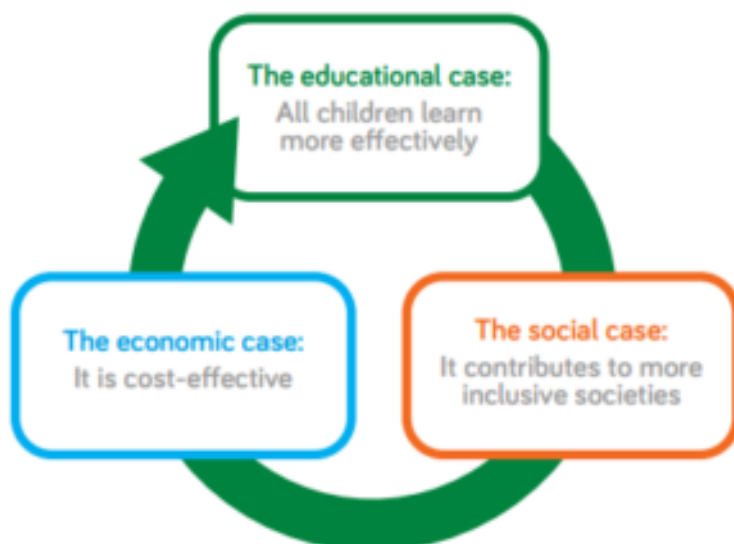 The educational case:
All children learn
more effectively
The economic case:
It is cost-effective
The social case:
It contributes to more
inclusive societies